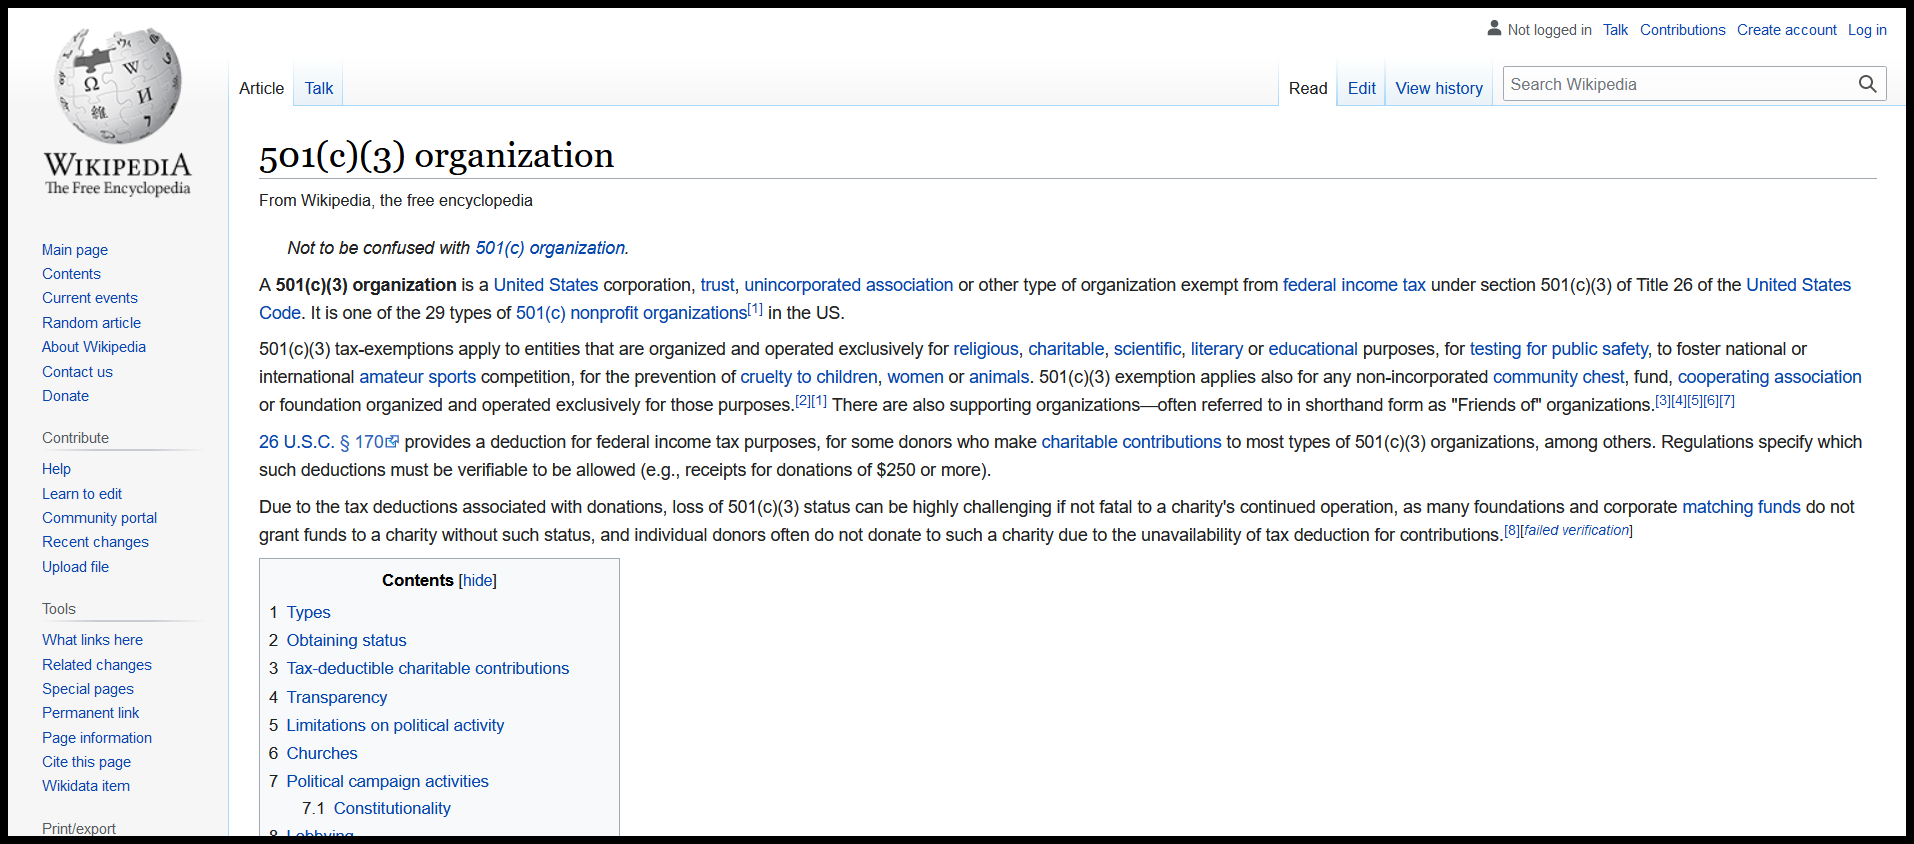 Not logged in Talk Contributions Create account Log in
Article Talk Read Edit View history Search Wikipedia
WIKIPEDIA
The Free Encyclopedia
Main page
Contents
Current events
Random article
About Wikipedia
Contact us
Donate
Contribute
Help
Learn to edit
Community portal
Recent changes
Upload file
Tools
What links here
Related changes
Special pages
Permanent link
Page information
Cite this page
Wikidata item
Print/export
501(c)(3) organization
From Wikipedia, the free encyclopedia
Not to be confused with 501(c) organization.
A 501(c)(3) organization is a United States corporation, trust, unincorporated association or other type of organization exempt from federal income tax under section 501(c)(3) of Title 26 of the United States
Code. It is one of the 29 types of 501(c) nonprofit organizations[1] in the US.
501(c)(3) tax-exemptions apply to entities that are organized and operated exclusively for religious, charitable, scientific, literary or educational purposes, for testing for public safety, to foster national or
international amateur sports competition, for the prevention of cruelty to children, women or animals. 501(c)(3) exemption applies also for any non-incorporated community chest, fund, cooperating association
or foundation organized and operated exclusively for those purposes.[2][1] There are also supporting organizations—often referred to in shorthand form as "Friends of" organizations.[3][4][5][6][7]
26 U.S.C. § 170 provides a deduction for federal income tax purposes, for some donors who make charitable contributions to most types of 501(c)(3) organizations, among others. Regulations specify which
such deductions must be verifiable to be allowed (e.g., receipts for donations of $250 or more).
Due to the tax deductions associated with donations, loss of 501(c)(3) status can be highly challenging if not fatal to a charity's continued operation, as many foundations and corporate matching funds do not
grant funds to a charity without such status, and individual donors often do not donate to such a charity due to the unavailability of tax deduction for contributions.[8][failed verification]
Contents [hide]
1 Types
2 Obtaining status
3 Tax-deductible charitable contributions
4 Transparency
5 Limitations on political activity
6 Churches
7 Political campaign activities
7.1 Constitutionality
8 Lobbying